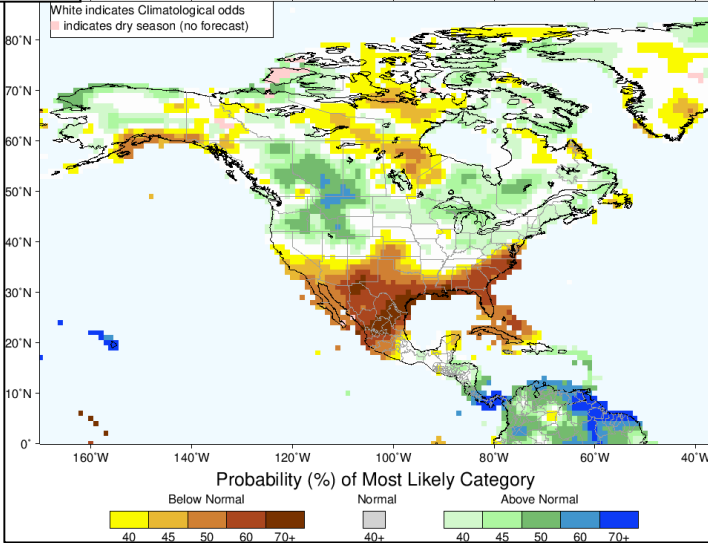 White indicates Climatological odds
indicates dry season (no forecast)
80°N
70°N
60°N
50°N
40°N
30°N
20°N
10°N
0°
160°W 140°W 120°W 100°W 80°W 60°W 40°W
Probability (%) of Most Likely Category
Below Normal Normal Above Normal
40 45 50 60 70+ 40+ 40 45 50 60 70+